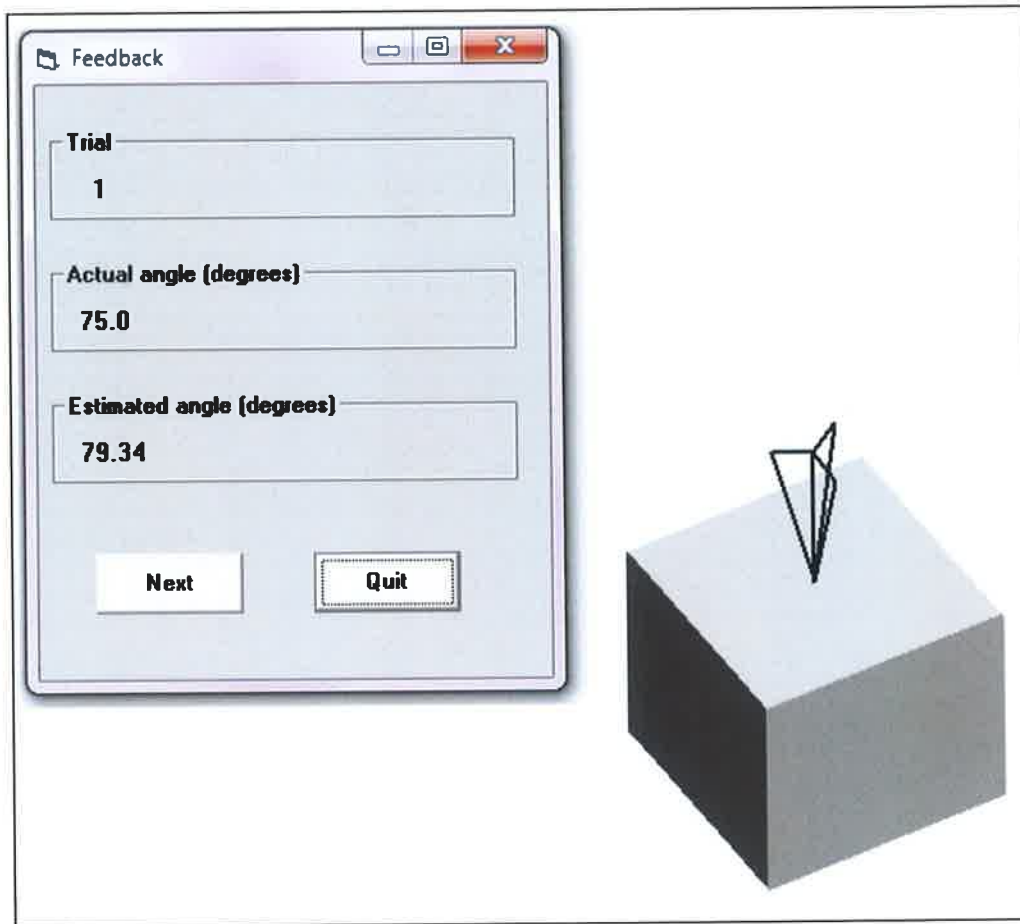 Feedback
Trial
1
Actual angle (degrees)
75.0
Estimated angle (degrees)
79.34
Next
Quit